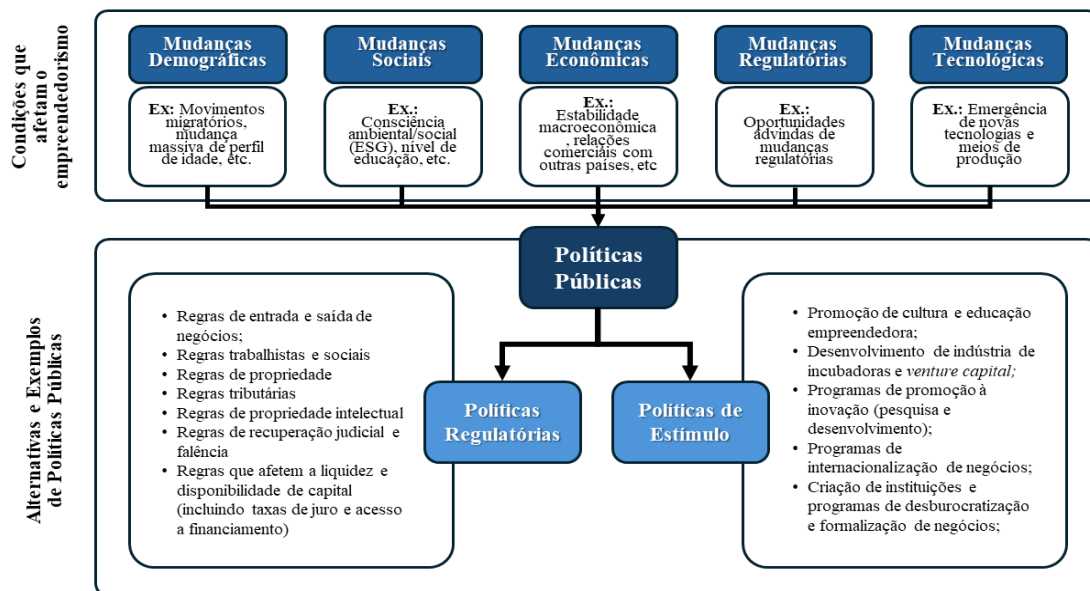 Condições que
afetam o
empreendedorismo
Mudanças
Demográficas
Ex: Movimentos
migratórios,
mudança
massiva de perfil
de idade, etc.
Mudanças
Sociais
Ex.:
Consciência
ambiental/social
(ESG), nível de
educação, etc.
Mudanças
Econômicas
Ex.:
Estabilidade
macroeconômica
, relações
comerciais com
outras países, etc
Mudanças
Regulatórias
Ex.:
Oportunidades
advindas de
mudanças
regulatórias
Mudanças
Tecnológicas
Ex.: Emergência
de novas
tecnologias e
meios de
produção
Alternativas e Exemplos
de Políticas Públicas
Políticas
Públicas
• Regras de entrada e saída de
negócios;
• Regras trabalhistas e sociais
• Regras de propriedade
• Regras tributárias
• Regras de propriedade intelectual
• Regras de recuperação judicial e
falência
• Regras que afetem a liquidez e
disponibilidade de capital
(incluindo taxas de juro e acesso
a financiamento)
Políticas
Regulatórias
Políticas de
Estímulo
• Promoção de cultura e educação
empreendedora;
• Desenvolvimento de indústria de
incubadoras e venture capital;
• Programas de promoção à
inovação (pesquisa e
desenvolvimento);
• Programas de
internacionalização de negócios;
• Criação de instituições e
programas de desburocratização
e formalização de negócios;